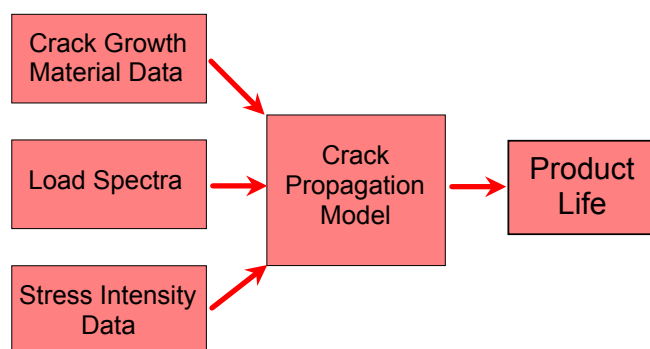 Crack Growth
Material Data
Load Spectra
Stress Intensity
Data
Crack
Propagation
Model
Product
Life